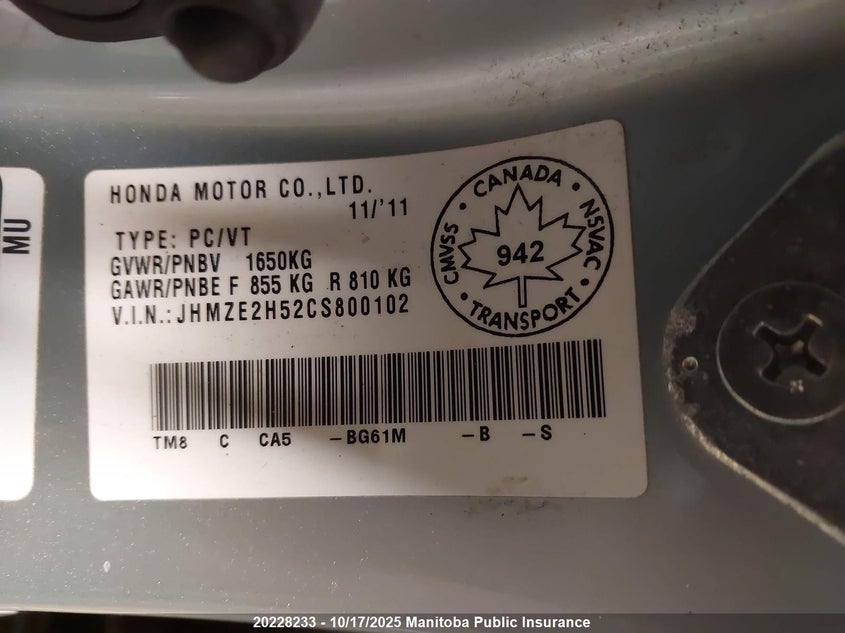 MU
HONDA MOTOR CO.,LTD.
11/'11
TYPE: PC/VT
GVWR/PNBV 1650KG
GAWR/PNBE F 855 KG R 810 KG
V.I.N.: JHMZE2H52CS800102
CMVSS • CANADA • NSVAC
942
• TRANSPORT •
TM8 C CA5 -BG61M -B -S
20228233 - 10/17/2025 Manitoba Public Insurance